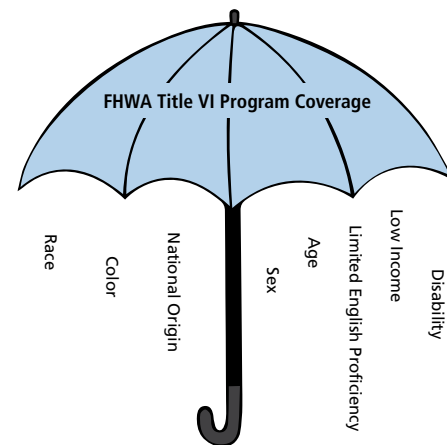 FHWA Title VI Program Coverage
Race
Color
National Origin
Sex
Age
Limited English Proficiency
Low Income
Disability